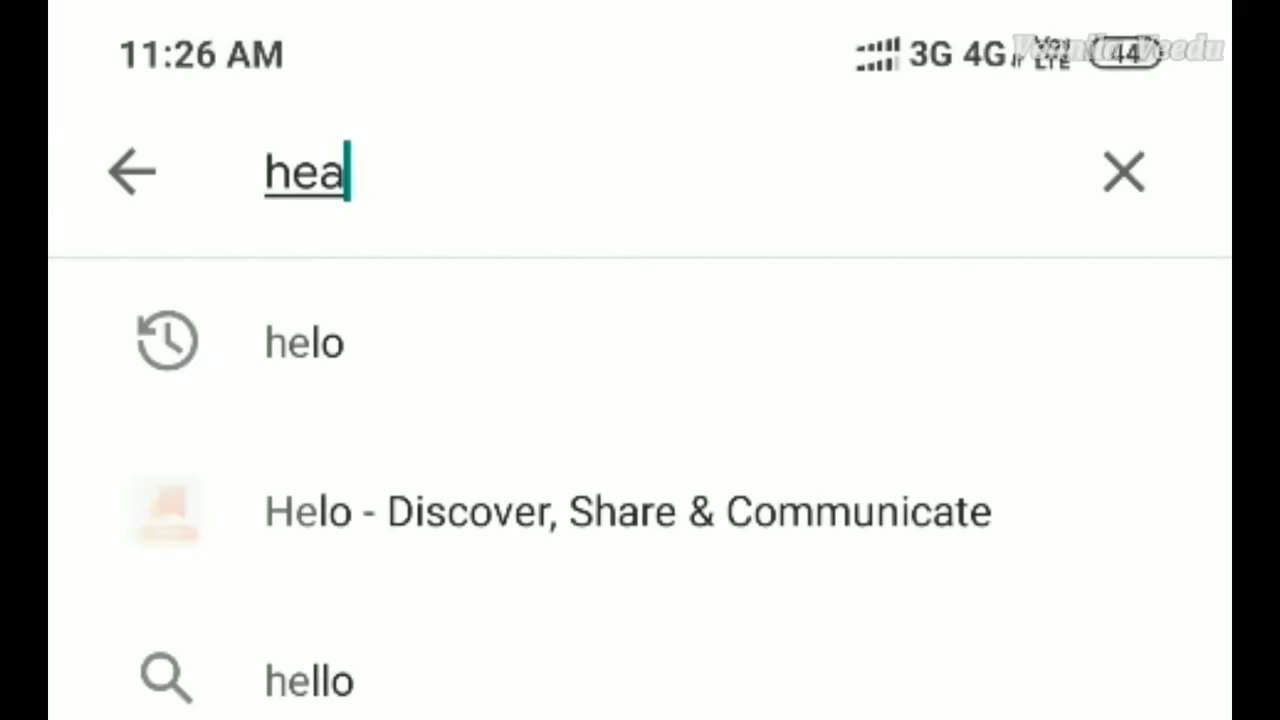 11:26 AM 3G 4G 44
hea
helo
Helo - Discover, Share & Communicate
hello